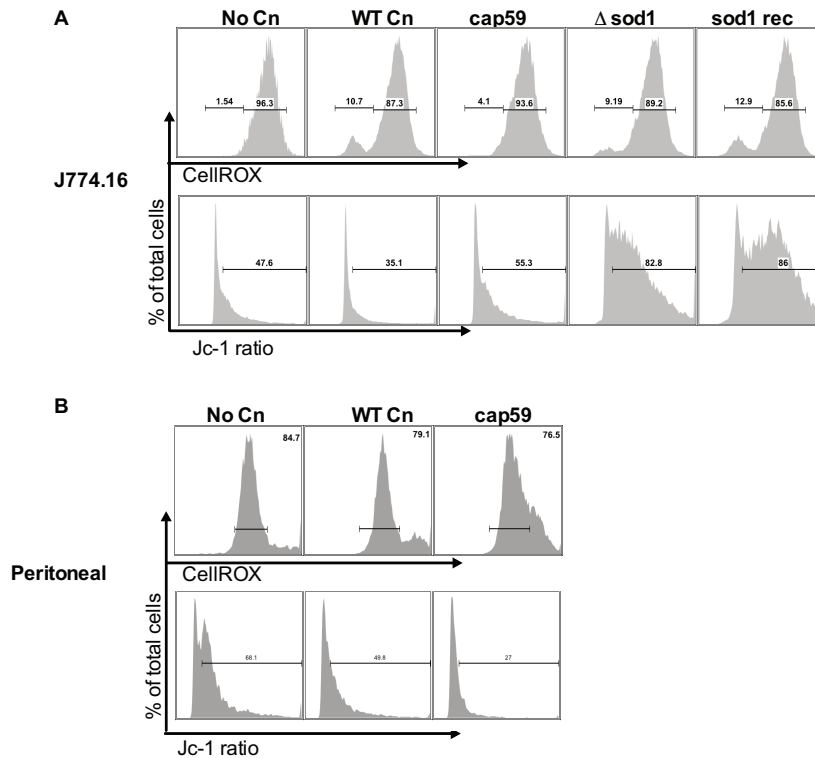 A
No Cn WT Cn cap59 Δ sod1 sod1 rec
1.54 96.3 10.7 87.3 4.1 93.6 9.19 89.2 12.9 85.6
J774.16
CellROX
47.6 35.1 55.3 82.8 86
% of total cells
Jc-1 ratio
B
No Cn WT Cn cap59
84.7 79.1 76.5
Peritoneal
CellROX
68.1 49.8 27
% of total cells
Jc-1 ratio